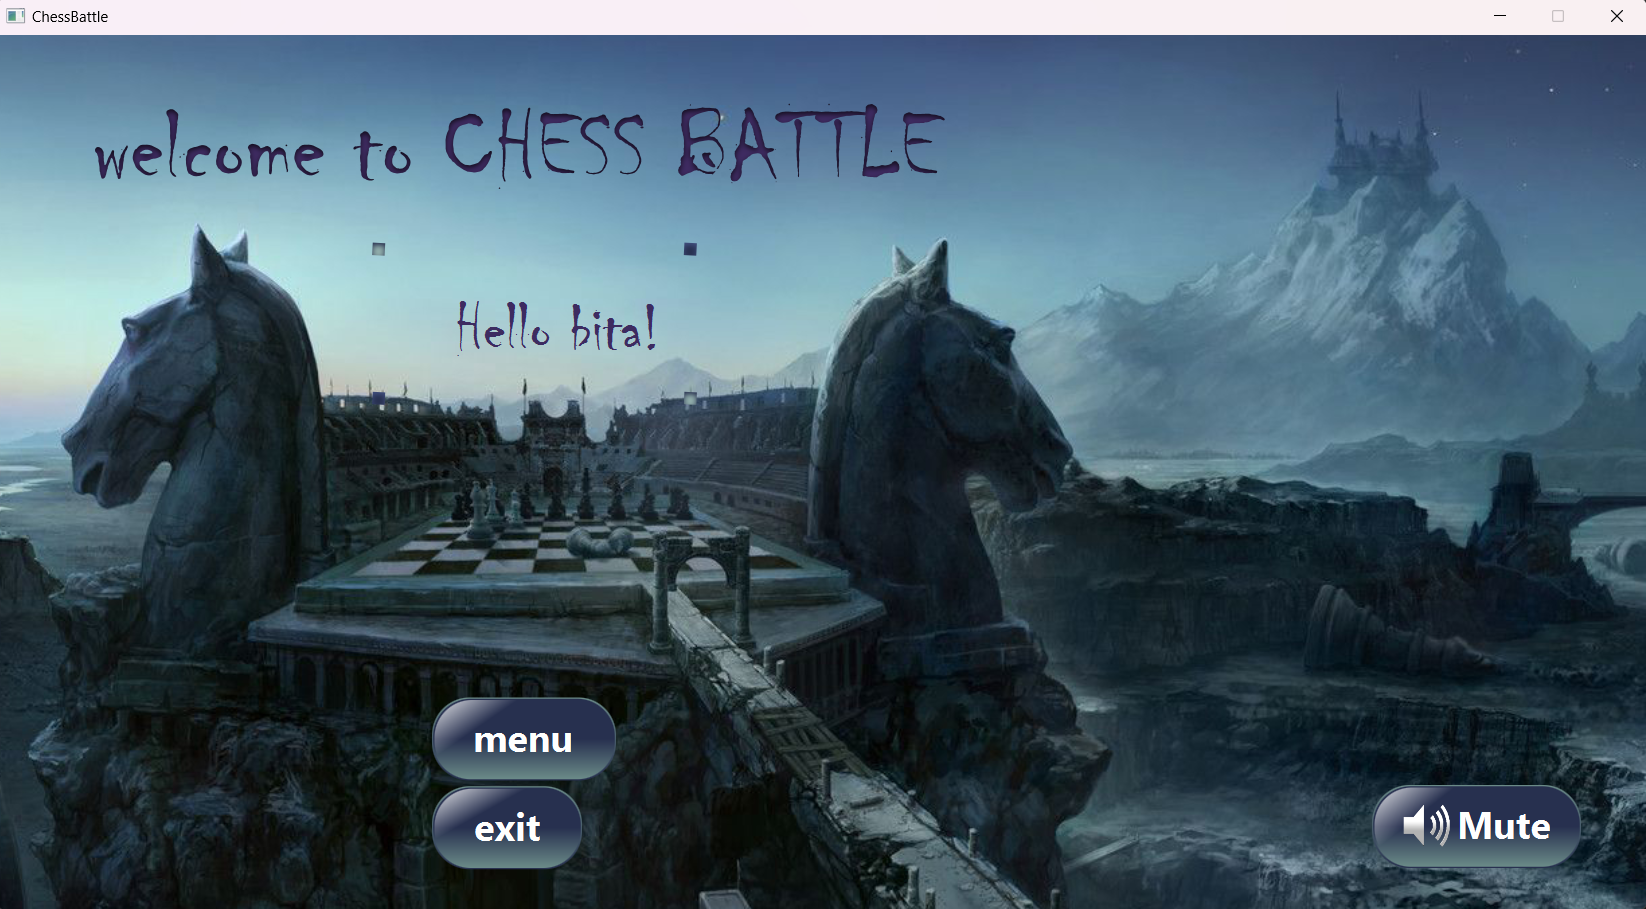 ChessBattle
welcome to CHESS BATTLE
Hello bita!
menu
exit
Mute